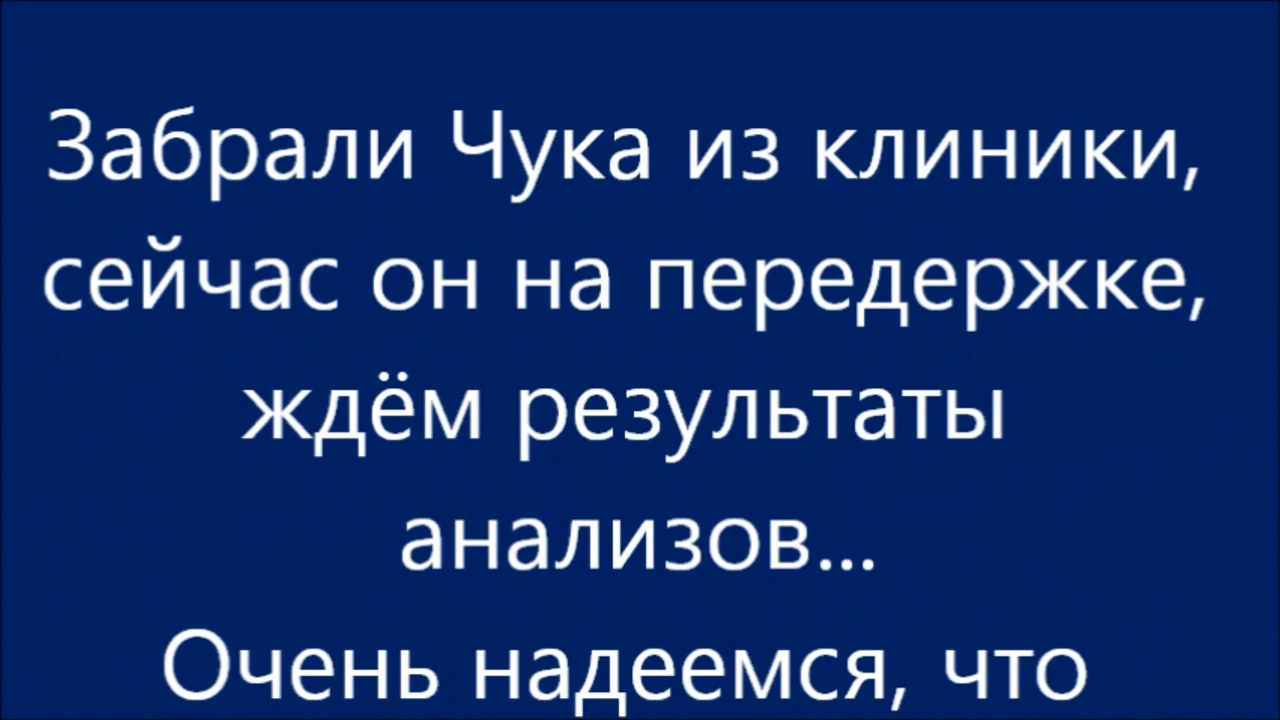 Забрали Чука из клиники,
сейчас он на передержке,
ждём результаты
анализов...
Очень надеемся, что